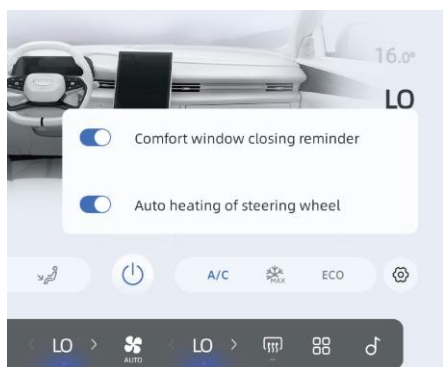 16.0°
LO
Comfort window closing reminder
Auto heating of steering wheel
A/C
MAX
ECO
LO
AUTO
LO